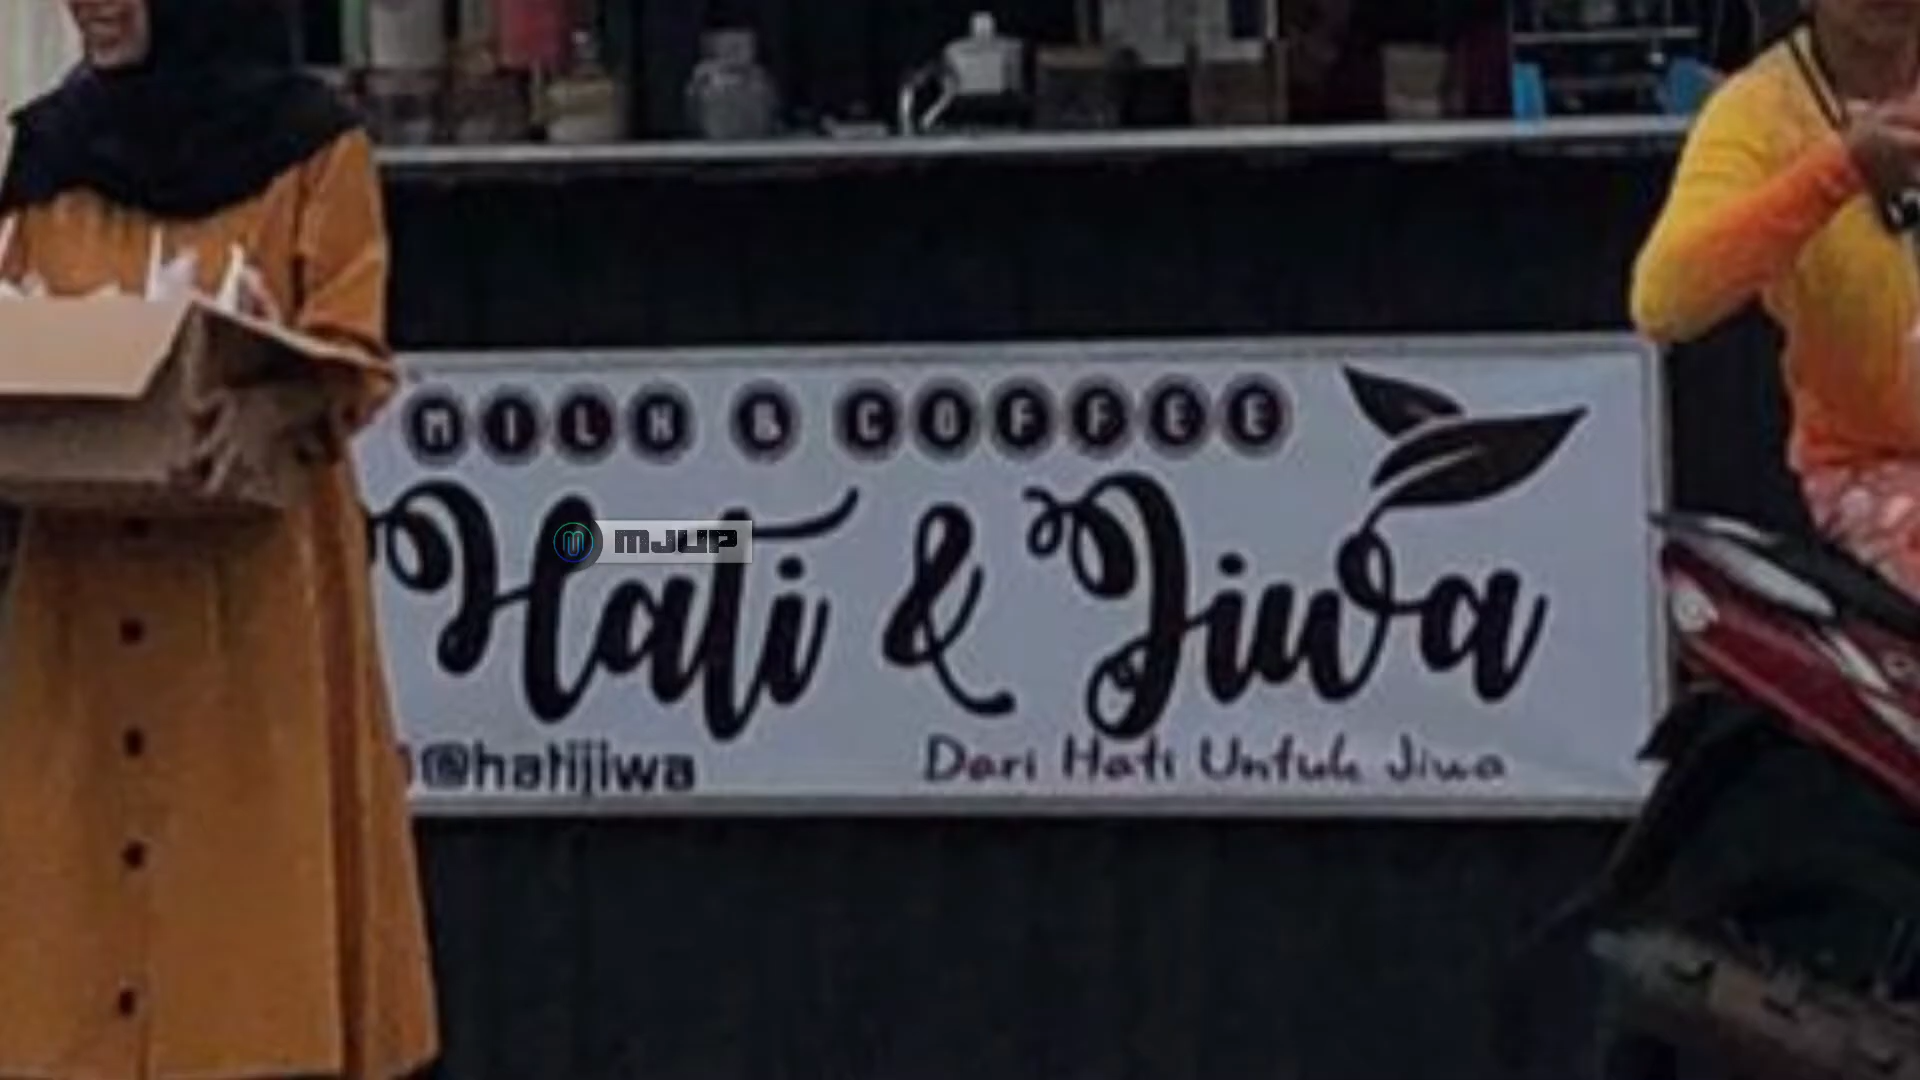 MILK & COFFEE
Hati & Jiwa
MJUP
@hatijiwa
Dari Hati Untuk Jiwa